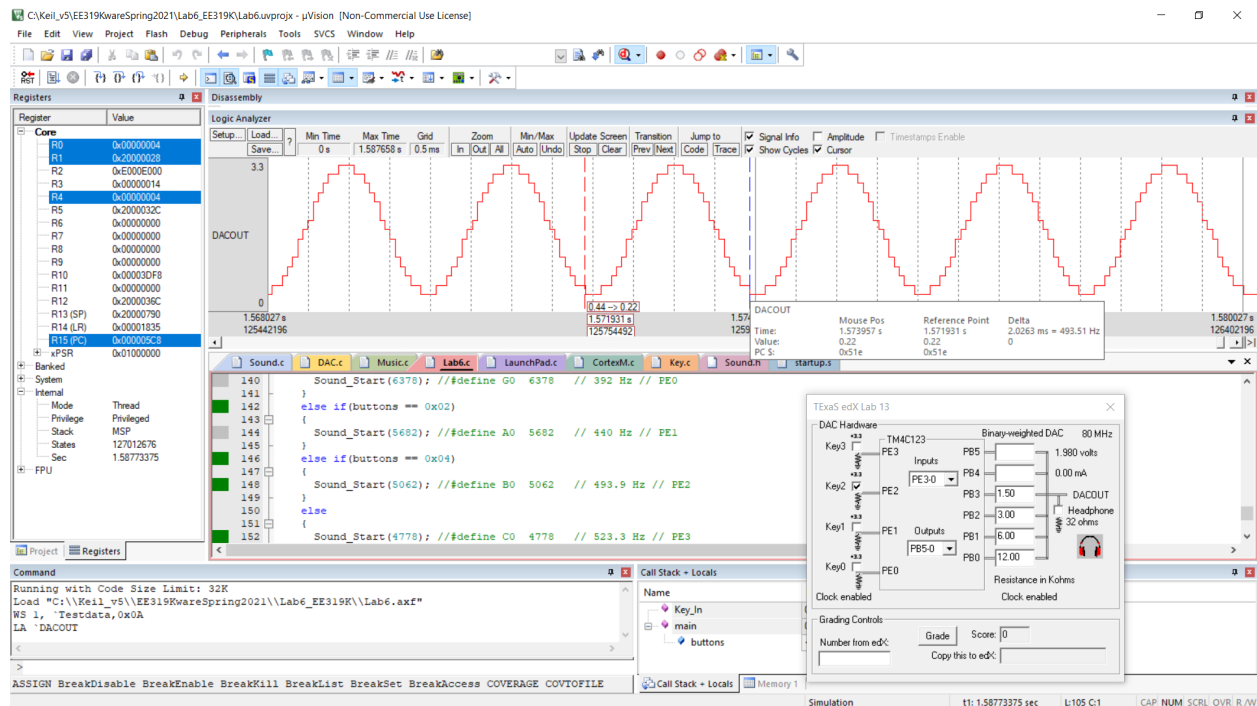 C:\Keil_v5\EE319KwareSpring2021\Lab6_EE319K\Lab6.uvprojx - µVision [Non-Commercial Use License]
File Edit View Project Flash Debug Peripherals Tools SVCS Window Help
RST
Registers
Register Value
Core
R0 0x00000004
R1 0x20000028
R2 0xE000E000
R3 0x00000014
R4 0x00000004
R5 0x2000032C
R6 0x00000000
R7 0x00000000
R8 0x00000000
R9 0x00000000
R10 0x00003DF8
R11 0x00000000
R12 0x2000036C
R13 (SP) 0x20000790
R14 (LR) 0x00001835
R15 (PC) 0x000005C8
xPSR 0x01000000
Banked
System
Internal
Mode Thread
Privilege Privileged
Stack MSP
States 127012676
Sec 1.58773375
FPU
Project Registers
Disassembly
Logic Analyzer
Setup... Load... ? Min Time Max Time Grid Zoom Min/Max Update Screen Transition Jump to Signal Info Amplitude Timestamps Enable
Save... 0 s 1.587658 s 0.5 ms In Out All Auto Undo Stop Clear Prev Next Code Trace Show Cycles Cursor
3.3
DACOUT
0
0.44 --> 0.22
1.568027 s 1.571931 s 1.574 1.580027 s
125442196 125754492 1259 126402196
DACOUT
Mouse Pos Reference Point Delta
Time: 1.573957 s 1.571931 s 2.0263 ms = 493.51 Hz
Value: 0.22 0.22 0
PC $: 0x51e 0x51e
Sound.c DAC.c Music.c Lab6.c LaunchPad.c CortexM.c Key.c Sound.h startup.s
140 Sound_Start(6378); //#define G0 6378 // 392 Hz // PE0
141 }
142 else if(buttons == 0x02)
143 {
144 Sound_Start(5682); //#define A0 5682 // 440 Hz // PE1
145 }
146 else if(buttons == 0x04)
147 {
148 Sound_Start(5062); //#define B0 5062 // 493.9 Hz // PE2
149 }
150 else
151 {
152 Sound_Start(4778); //#define C0 4778 // 523.3 Hz // PE3
TExaS edX Lab 13
DAC Hardware
+3.3 TM4C123 Binary-weighted DAC 80 MHz
Key3 PE3 Inputs PB5 1.980 volts
+3.3 PE3-0 PB4 0.00 mA
Key2 PE2 PB3 1.50 DACOUT
+3.3 PB2 3.00 Headphone
32 ohms
Key1 PE1 Outputs PB1 6.00
+3.3 PB5-0 PB0 12.00
Key0 PE0 Resistance in Kohms
Clock enabled Clock enabled
Grading Controls
Number from edX: Grade Score: 0
Copy this to edX:
Command
Running with Code Size Limit: 32K
Load "C:\\Keil_v5\\EE319KwareSpring2021\\Lab6_EE319K\\Lab6.axf"
WS 1, `Testdata,0x0A
LA `DACOUT
>
ASSIGN BreakDisable BreakEnable BreakKill BreakList BreakSet BreakAccess COVERAGE COVTOFILE
Call Stack + Locals
Name
Key_In
main
buttons
Call Stack + Locals Memory 1
Simulation t1: 1.58773375 sec L:105 C:1 CAP NUM SCRL OVR R/W